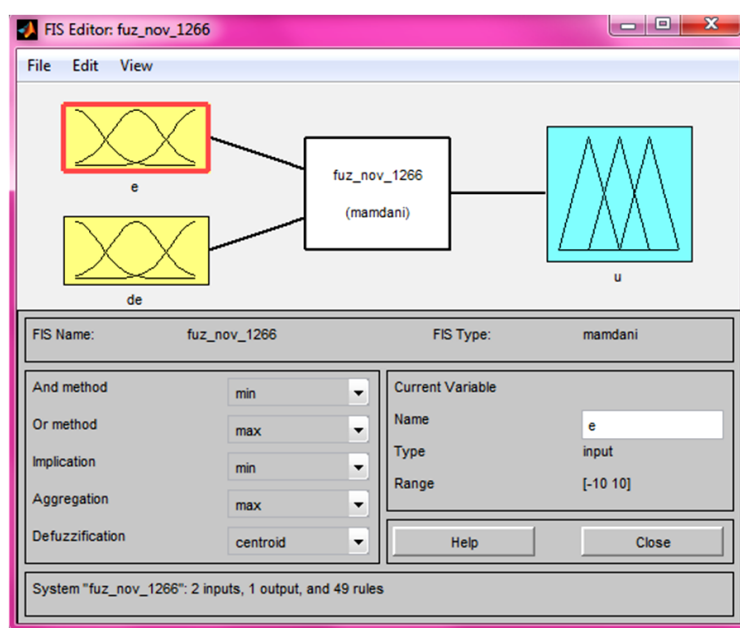 FIS Editor: fuz_nov_1266
File Edit View
e
de
fuz_nov_1266
(mamdani)
u
FIS Name: fuz_nov_1266 FIS Type: mamdani
And method min
Or method max
Implication min
Aggregation max
Defuzzification centroid
Current Variable
Name e
Type input
Range [-10 10]
Help Close
System "fuz_nov_1266": 2 inputs, 1 output, and 49 rules